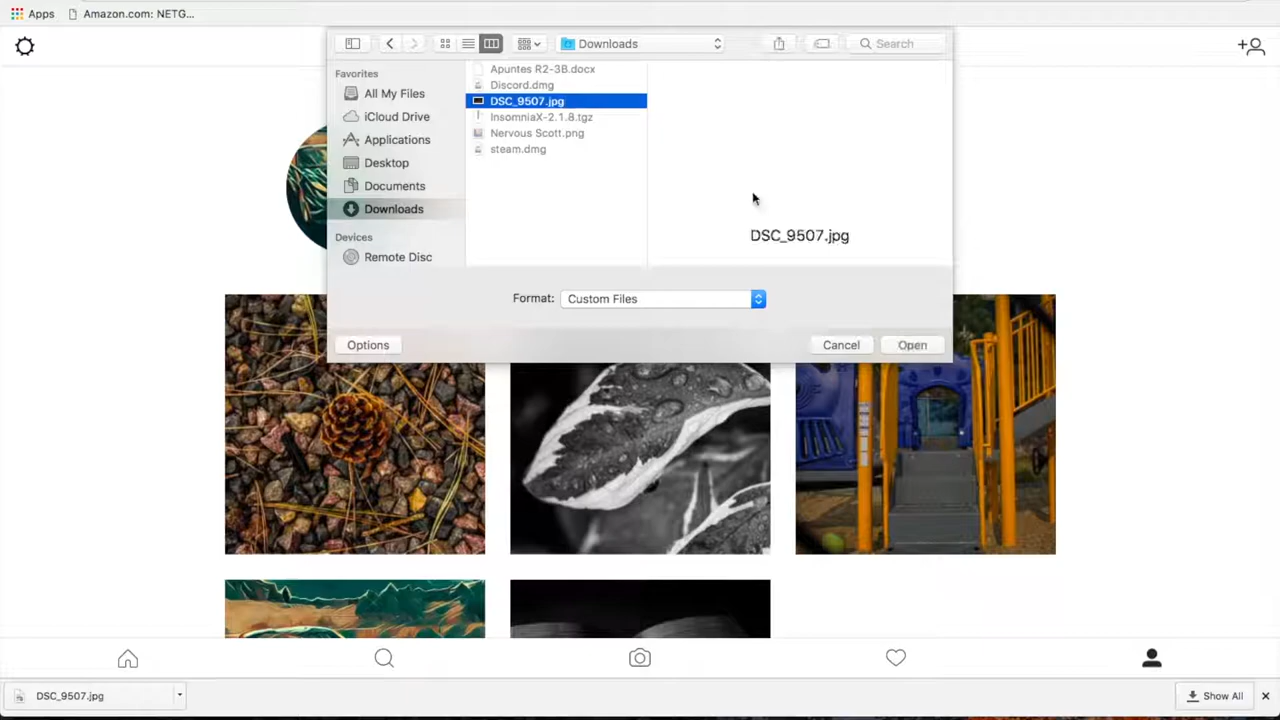 Apps Amazon.com: NETG...
Downloads
Search
Favorites
All My Files
iCloud Drive
Applications
Desktop
Documents
Downloads
Devices
Remote Disc
Apuntes R2-3B.docx
Discord.dmg
DSC_9507.jpg
InsomniaX-2.1.8.tgz
Nervous Scott.png
steam.dmg
DSC_9507.jpg
Format: Custom Files
Options Cancel Open
DSC_9507.jpg Show All